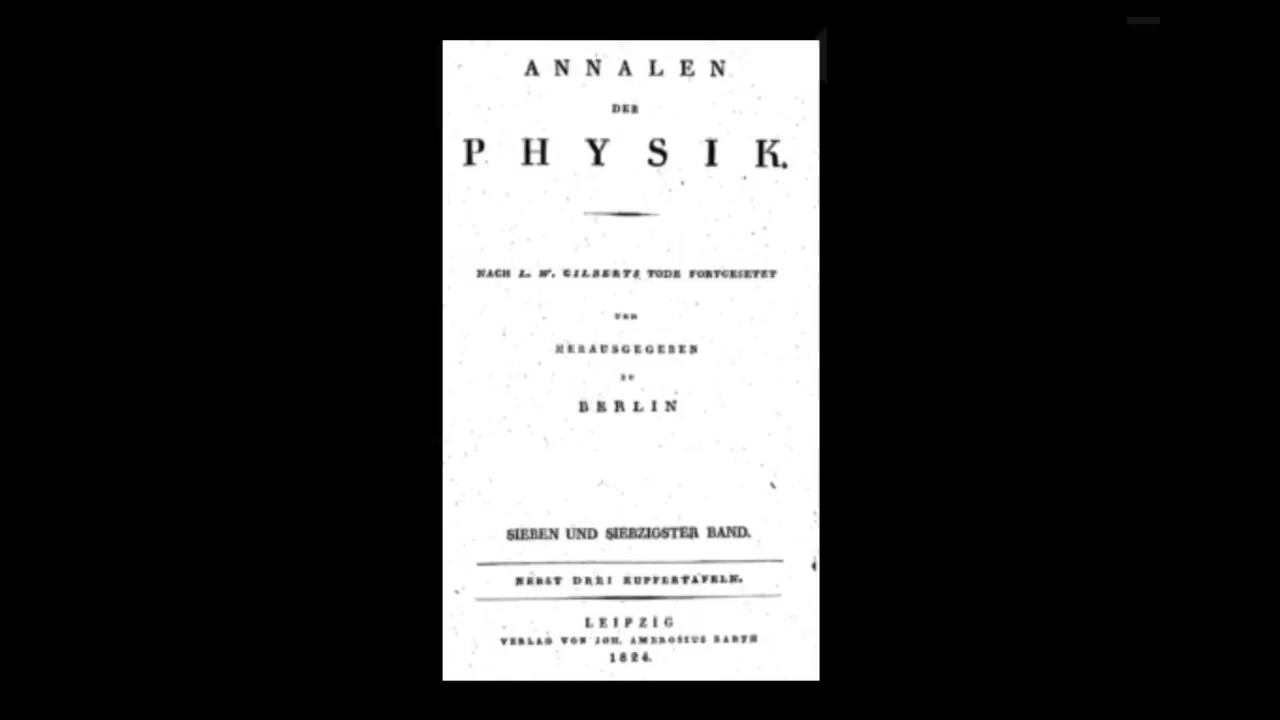 ANNALEN
DER
PHYSIK.
NACH L. W. GILBERTS TODE FORTGESETZT
UND
HERAUSGEGEBEN
ZU
BERLIN
SIEBEN UND SIEBZIGSTER BAND.
NEBST DREI KUPFERTAFELN.
LEIPZIG
VERLAG VON JOH. AMBROSIUS BARTH
1824.